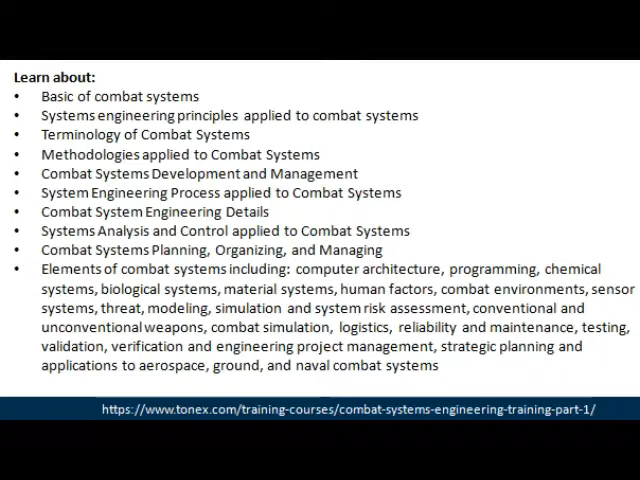 Learn about:
• Basic of combat systems
• Systems engineering principles applied to combat systems
• Terminology of Combat Systems
• Methodologies applied to Combat Systems
• Combat Systems Development and Management
• System Engineering Process applied to Combat Systems
• Combat System Engineering Details
• Systems Analysis and Control applied to Combat Systems
• Combat Systems Planning, Organizing, and Managing
• Elements of combat systems including: computer architecture, programming, chemical
systems, biological systems, material systems, human factors, combat environments, sensor
systems, threat, modeling, simulation and system risk assessment, conventional and
unconventional weapons, combat simulation, logistics, reliability and maintenance, testing,
validation, verification and engineering project management, strategic planning and
applications to aerospace, ground, and naval combat systems
https://www.tonex.com/training-courses/combat-systems-engineering-training-part-1/